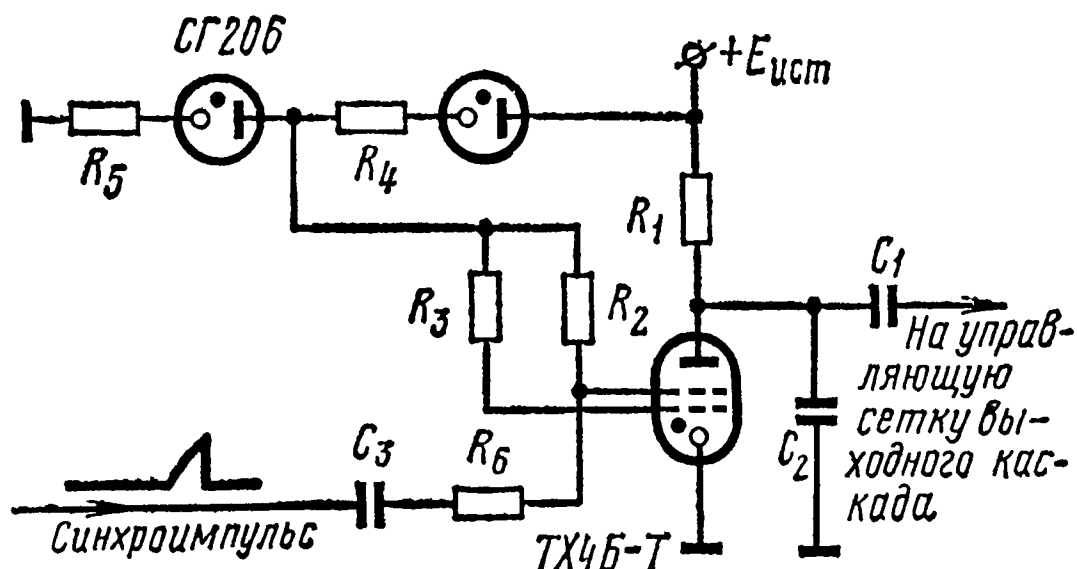 СГ206
+Eист
R5
R4
R1
C1
R3
R2
На управ-
ляющую
сетку вы-
ходного кас-
када
C2
C3
R6
Синхроимпульс
ТХ4Б-Т